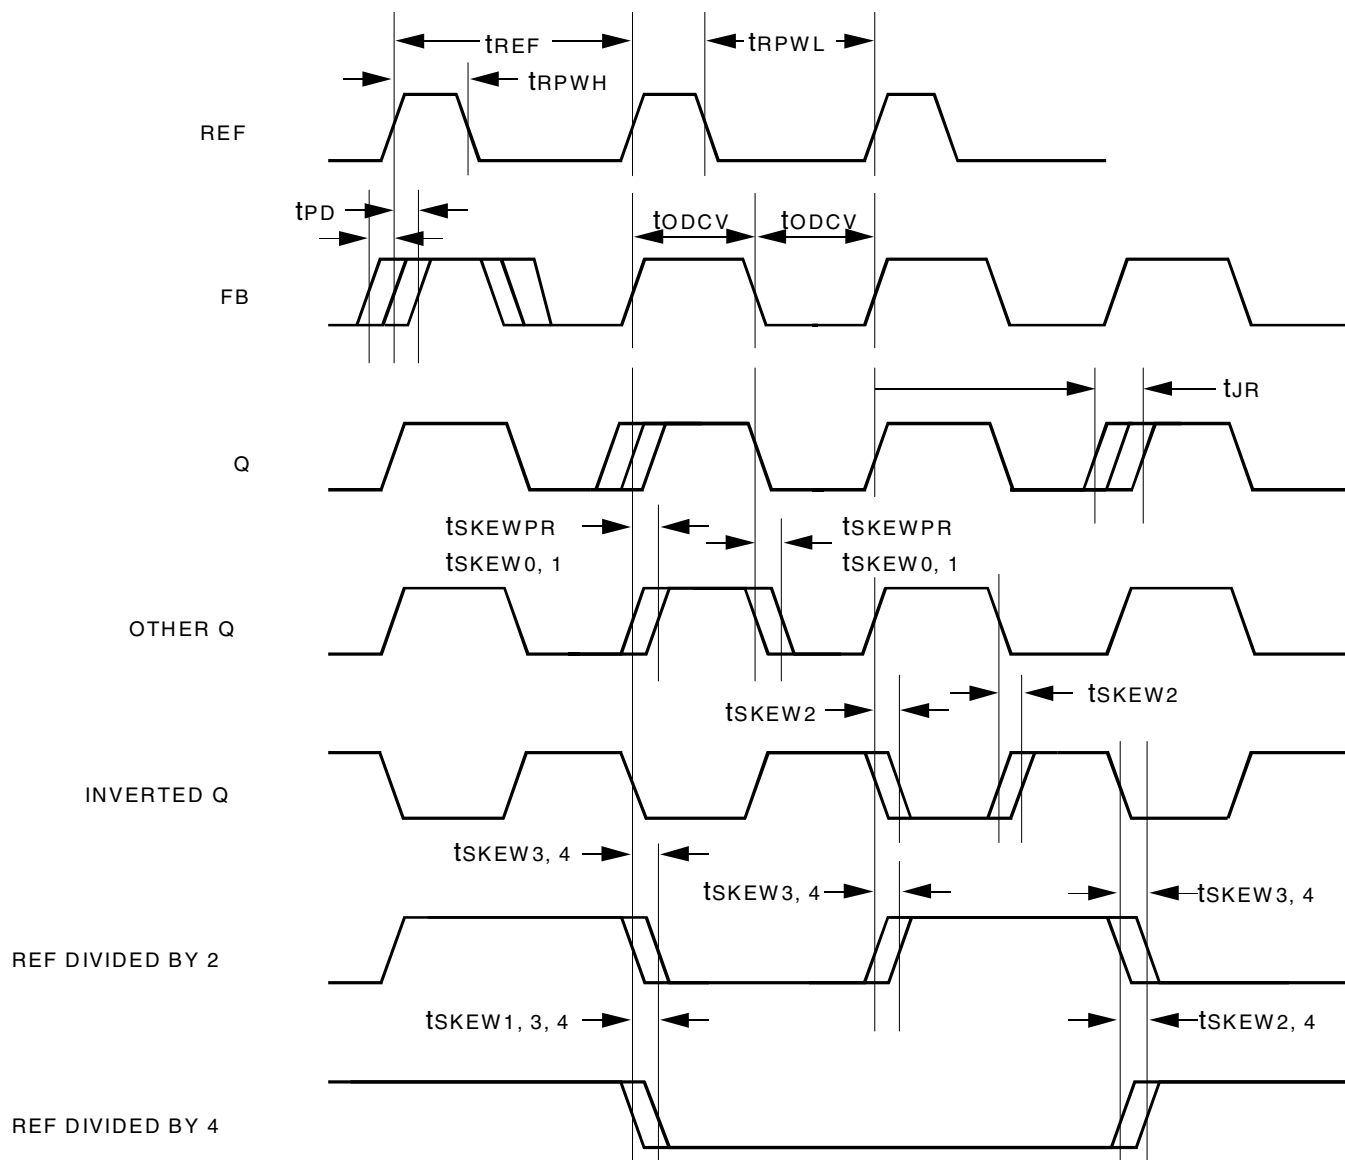 tREF
tRPWL
tRPWH
REF
tPD
tODCV
tODCV
FB
tJR
Q
tSKEWPR
tSKEW0, 1
tSKEWPR
tSKEW0, 1
OTHER Q
tSKEW2
tSKEW2
INVERTED Q
tSKEW3, 4
tSKEW3, 4
tSKEW3, 4
REF DIVIDED BY 2
tSKEW1, 3, 4
tSKEW2, 4
REF DIVIDED BY 4